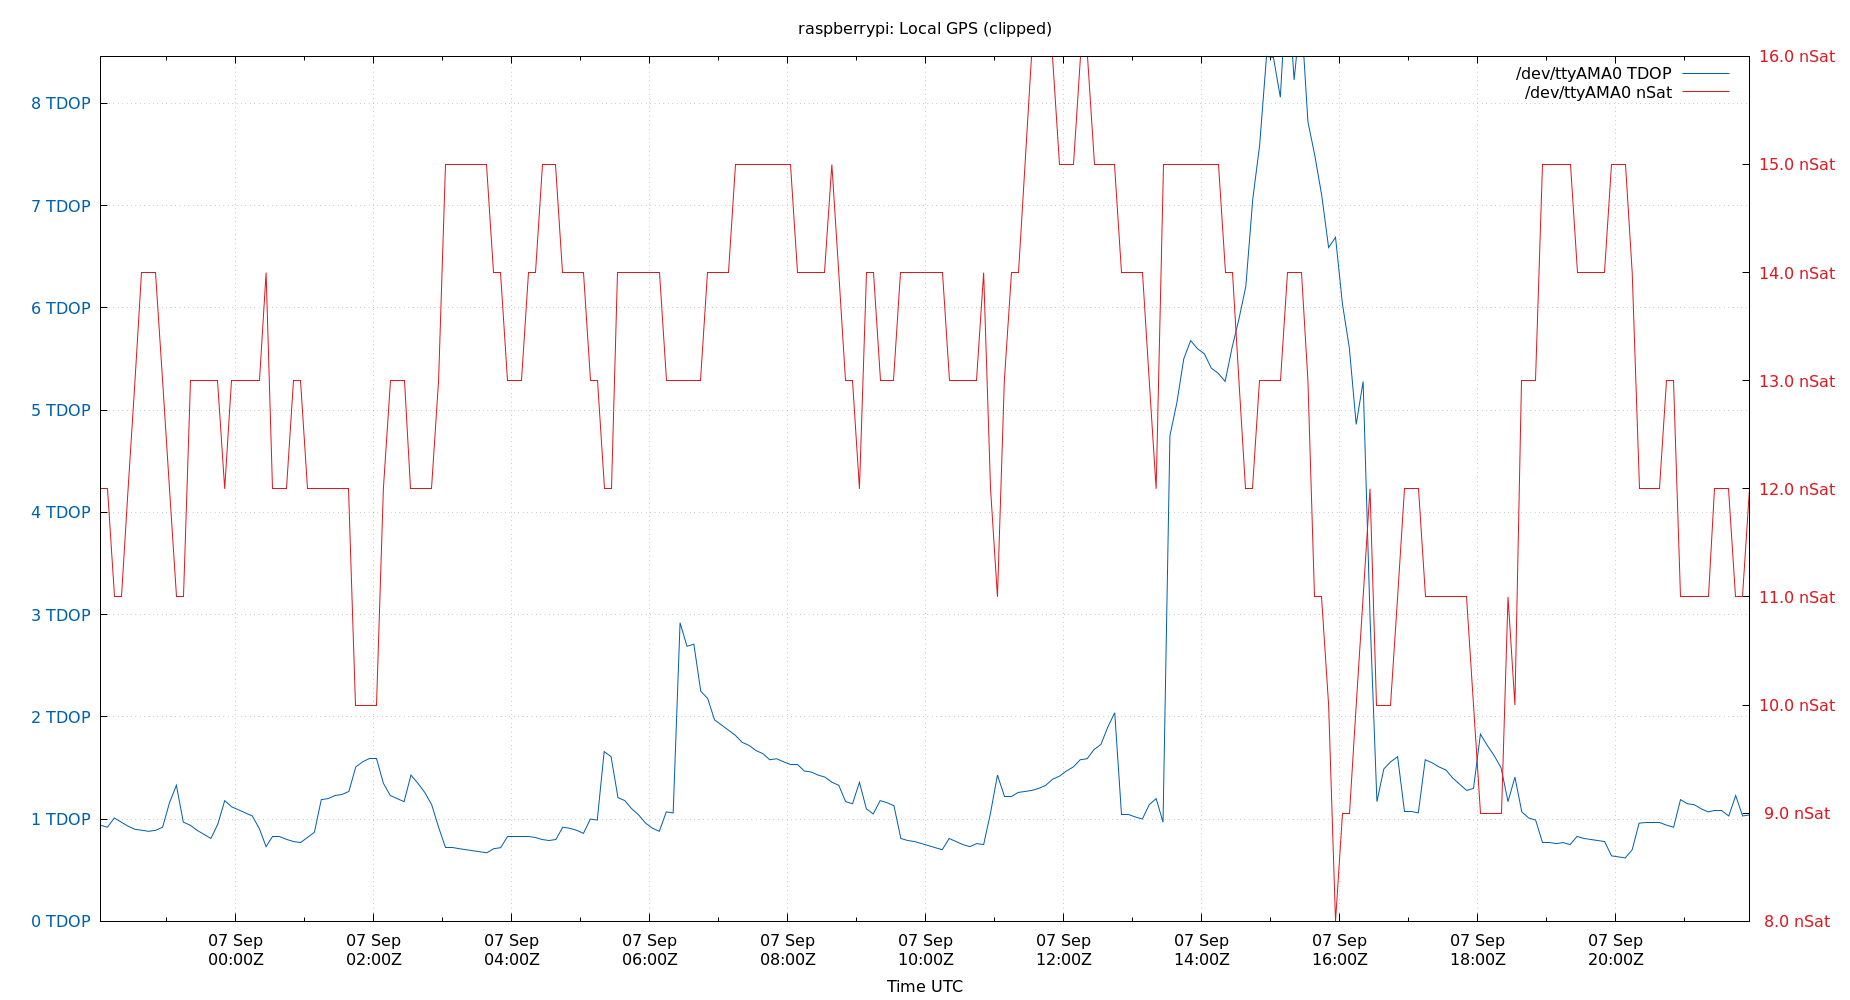 raspberrypi: Local GPS (clipped)
/dev/ttyAMA0 TDOP
/dev/ttyAMA0 nSat
8 TDOP
7 TDOP
6 TDOP
5 TDOP
4 TDOP
3 TDOP
2 TDOP
1 TDOP
0 TDOP
16.0 nSat
15.0 nSat
14.0 nSat
13.0 nSat
12.0 nSat
11.0 nSat
10.0 nSat
9.0 nSat
8.0 nSat
07 Sep 07 Sep 07 Sep 07 Sep 07 Sep 07 Sep 07 Sep 07 Sep 07 Sep 07 Sep 07 Sep
00:00Z 02:00Z 04:00Z 06:00Z 08:00Z 10:00Z 12:00Z 14:00Z 16:00Z 18:00Z 20:00Z
Time UTC